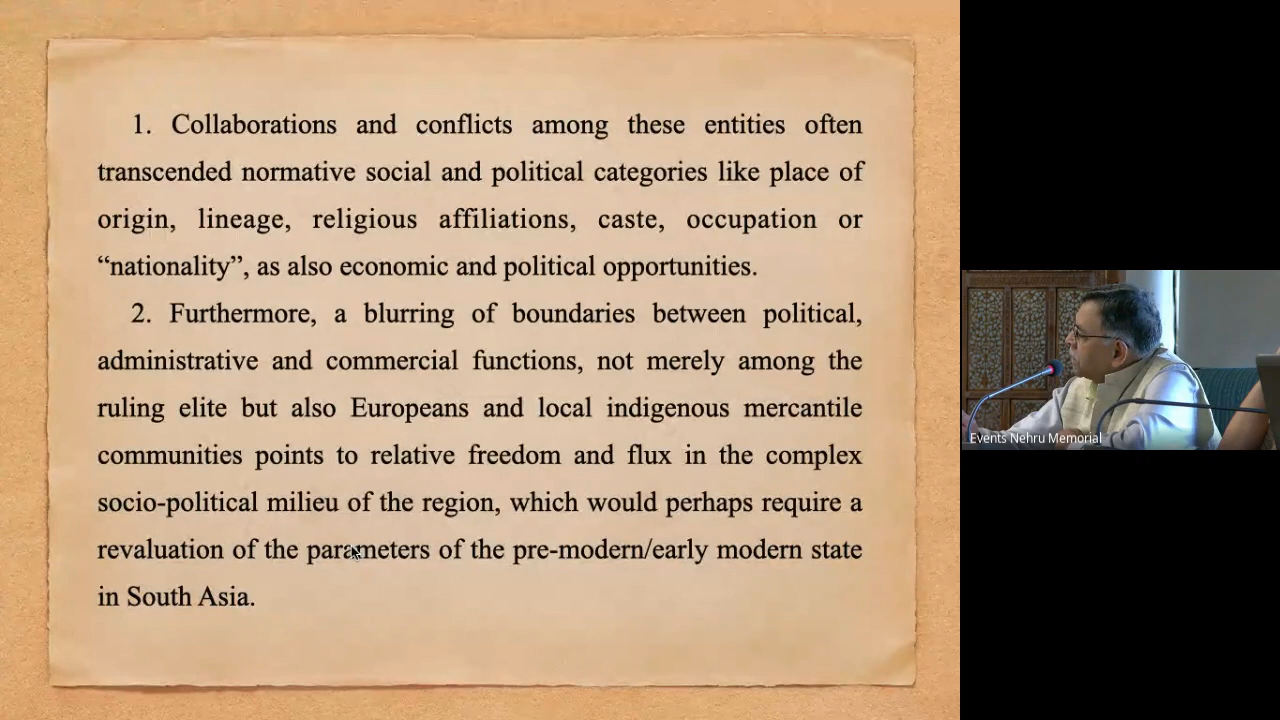 1. Collaborations and conflicts among these entities often
transcended normative social and political categories like place of
origin, lineage, religious affiliations, caste, occupation or
“nationality”, as also economic and political opportunities.
2. Furthermore, a blurring of boundaries between political,
administrative and commercial functions, not merely among the
ruling elite but also Europeans and local indigenous mercantile
communities points to relative freedom and flux in the complex
socio-political milieu of the region, which would perhaps require a
revaluation of the parameters of the pre-modern/early modern state
in South Asia.
Events Nehru Memorial